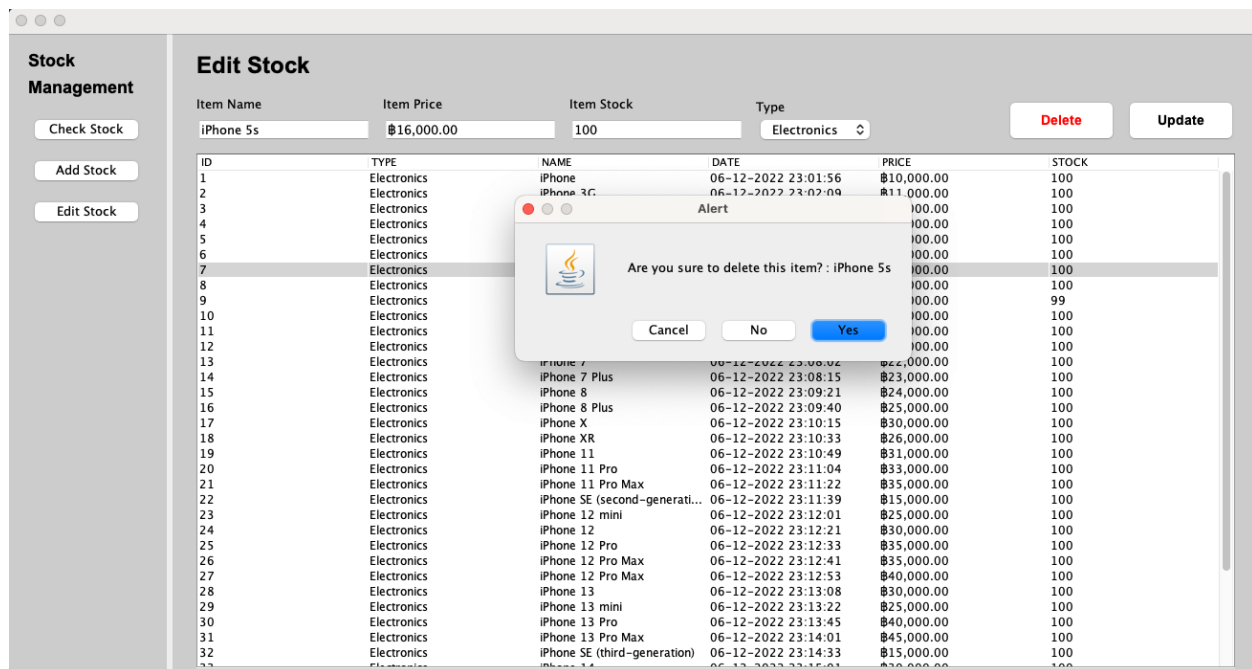 Stock
Management
Check Stock
Add Stock
Edit Stock
Edit Stock
Item Name Item Price Item Stock Type
iPhone 5s ฿16,000.00 100 Electronics Delete Update
ID TYPE NAME DATE PRICE STOCK
1 Electronics iPhone 06-12-2022 23:01:56 ฿10,000.00 100
2 Electronics iPhone 3G 06-12-2022 23:02:09 ฿11,000.00 100
3 Electronics 100
4 Electronics 100
5 Electronics 100
6 Electronics 100
7 Electronics 100
8 Electronics 100
9 Electronics 99
10 Electronics 100
11 Electronics 100
12 Electronics 100
Alert
Are you sure to delete this item? : iPhone 5s
Cancel No Yes
13 Electronics iPhone 7 06-12-2022 23:08:02 ฿22,000.00 100
14 Electronics iPhone 7 Plus 06-12-2022 23:08:15 ฿23,000.00 100
15 Electronics iPhone 8 06-12-2022 23:09:21 ฿24,000.00 100
16 Electronics iPhone 8 Plus 06-12-2022 23:09:40 ฿25,000.00 100
17 Electronics iPhone X 06-12-2022 23:10:15 ฿30,000.00 100
18 Electronics iPhone XR 06-12-2022 23:10:33 ฿26,000.00 100
19 Electronics iPhone 11 06-12-2022 23:10:49 ฿31,000.00 100
20 Electronics iPhone 11 Pro 06-12-2022 23:11:04 ฿33,000.00 100
21 Electronics iPhone 11 Pro Max 06-12-2022 23:11:22 ฿35,000.00 100
22 Electronics iPhone SE (second-generati... 06-12-2022 23:11:39 ฿15,000.00 100
23 Electronics iPhone 12 mini 06-12-2022 23:12:01 ฿25,000.00 100
24 Electronics iPhone 12 06-12-2022 23:12:21 ฿30,000.00 100
25 Electronics iPhone 12 Pro 06-12-2022 23:12:33 ฿35,000.00 100
26 Electronics iPhone 12 Pro Max 06-12-2022 23:12:41 ฿35,000.00 100
27 Electronics iPhone 12 Pro Max 06-12-2022 23:12:53 ฿40,000.00 100
28 Electronics iPhone 13 06-12-2022 23:13:08 ฿30,000.00 100
29 Electronics iPhone 13 mini 06-12-2022 23:13:22 ฿25,000.00 100
30 Electronics iPhone 13 Pro 06-12-2022 23:13:45 ฿40,000.00 100
31 Electronics iPhone 13 Pro Max 06-12-2022 23:14:01 ฿45,000.00 100
32 Electronics iPhone SE (third-generation) 06-12-2022 23:14:33 ฿15,000.00 100